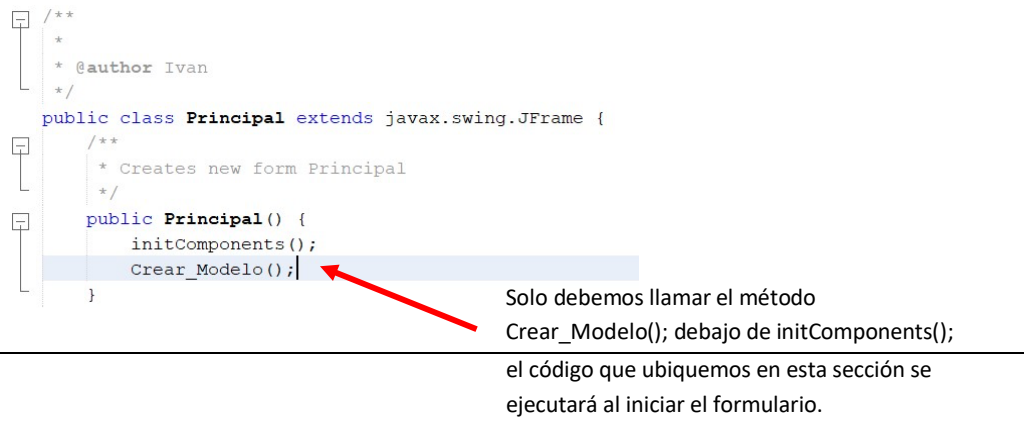 /**
*
* @author Ivan
*/
public class Principal extends javax.swing.JFrame {
/**
* Creates new form Principal
*/
public Principal() {
initComponents();
Crear_Modelo();
}
Solo debemos llamar el método
Crear_Modelo(); debajo de initComponents();
el código que ubiquemos en esta sección se
ejecutará al iniciar el formulario.